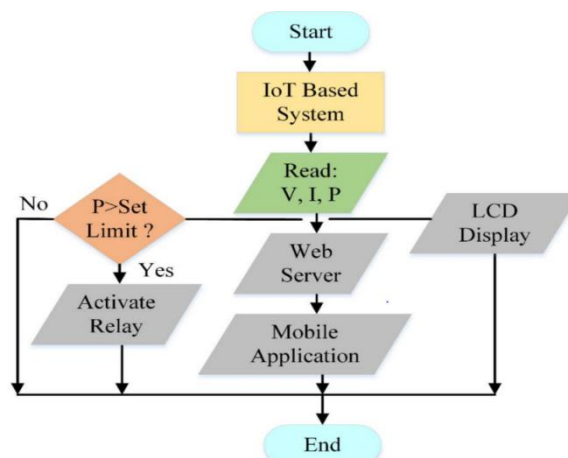 Start
IoT Based
System
Read:
V, I, P
No
P>Set
Limit ?
Yes
Activate
Relay
Web
Server
Mobile
Application
LCD
Display
End